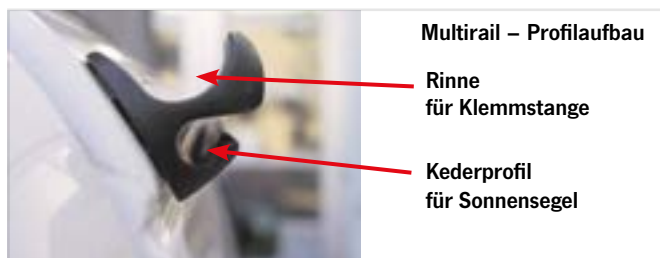 Multirail – Profilaufbau
Rinne
für Klemmstange
Kederprofil
für Sonnensegel